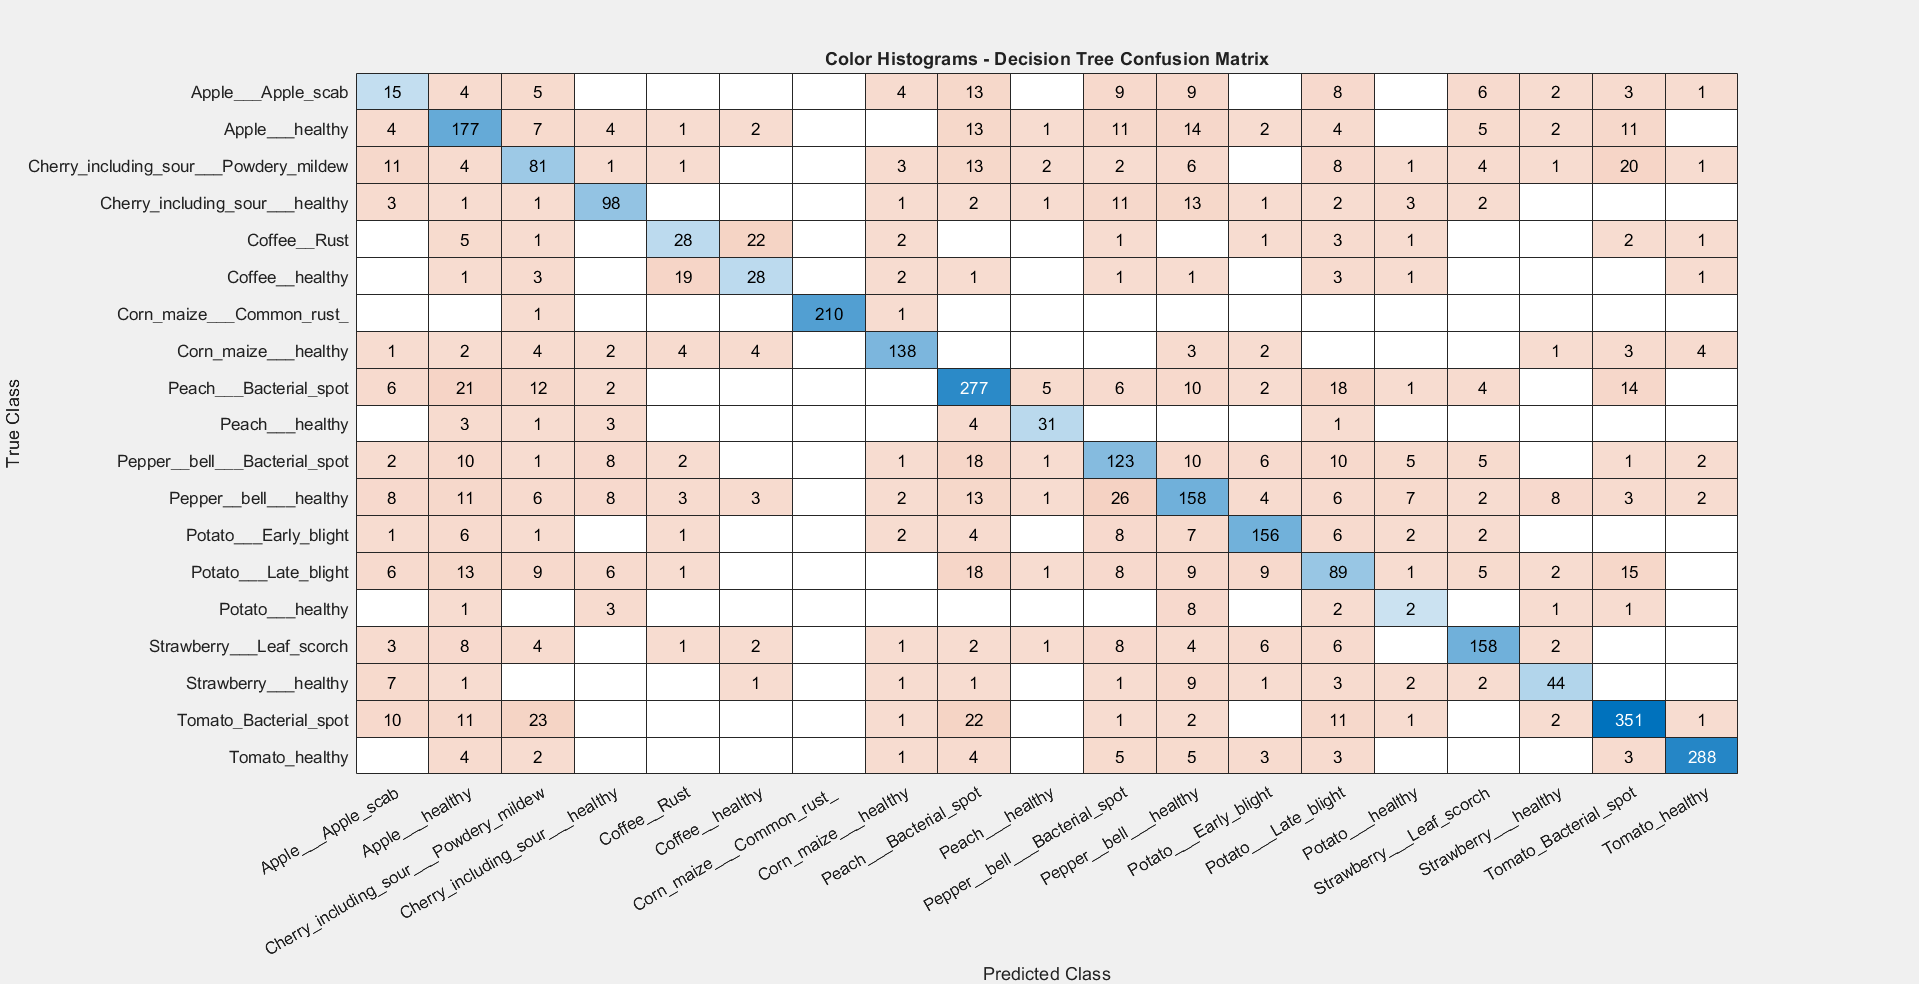 Color Histograms - Decision Tree Confusion Matrix
Apple___Apple_scab 15 4 5 4 13 9 9 8 6 2 3 1
Apple___healthy 4 177 7 4 1 2 13 1 11 14 2 4 5 2 11
Cherry_including_sour___Powdery_mildew 11 4 81 1 1 3 13 2 2 6 8 1 4 1 20 1
Cherry_including_sour___healthy 3 1 1 98 1 2 1 11 13 1 2 3 2
Coffee__Rust 5 1 28 22 2 1 1 3 1 2 1
Coffee__healthy 1 3 19 28 2 1 1 1 3 1 1
Corn_maize___Common_rust_ 1 210 1
Corn_maize___healthy 1 2 4 2 4 4 138 3 2 1 3 4
Peach___Bacterial_spot 6 21 12 2 277 5 6 10 2 18 1 4 14
Peach___healthy 3 1 3 4 31 1
Pepper__bell___Bacterial_spot 2 10 1 8 2 1 18 1 123 10 6 10 5 5 1 2
Pepper__bell___healthy 8 11 6 8 3 3 2 13 1 26 158 4 6 7 2 8 3 2
Potato___Early_blight 1 6 1 1 2 4 8 7 156 6 2 2
Potato___Late_blight 6 13 9 6 1 18 1 8 9 9 89 1 5 2 15
Potato___healthy 1 3 8 2 2 1 1
Strawberry___Leaf_scorch 3 8 4 1 2 1 2 1 8 4 6 6 158 2
Strawberry___healthy 7 1 1 1 1 1 9 1 3 2 2 44
Tomato_Bacterial_spot 10 11 23 1 22 1 2 11 1 2 351 1
Tomato_healthy 4 2 1 4 5 5 3 3 3 288
True Class
Apple___Apple_scab
Apple___healthy
Cherry_including_sour___Powdery_mildew
Cherry_including_sour___healthy
Coffee__Rust
Coffee__healthy
Corn_maize___Common_rust_
Corn_maize___healthy
Peach___Bacterial_spot
Peach___healthy
Pepper__bell___Bacterial_spot
Pepper__bell___healthy
Potato___Early_blight
Potato___Late_blight
Potato___healthy
Strawberry___Leaf_scorch
Strawberry___healthy
Tomato_Bacterial_spot
Tomato_healthy
Predicted Class